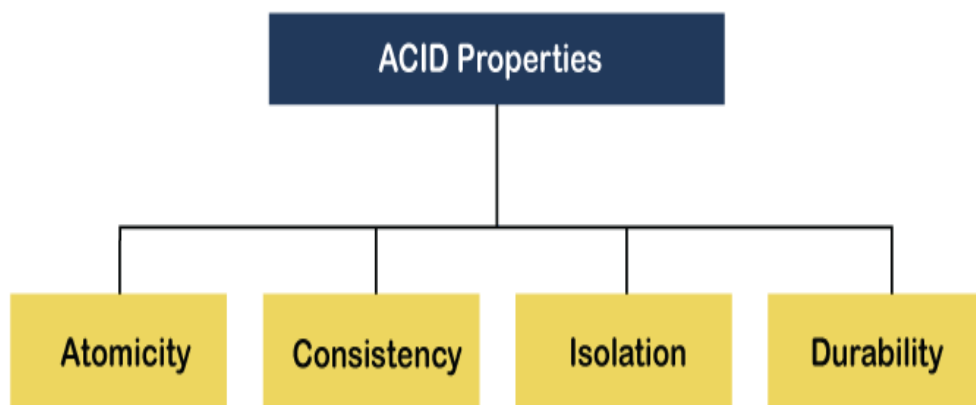 ACID Properties
Atomicity
Consistency
Isolation
Durability